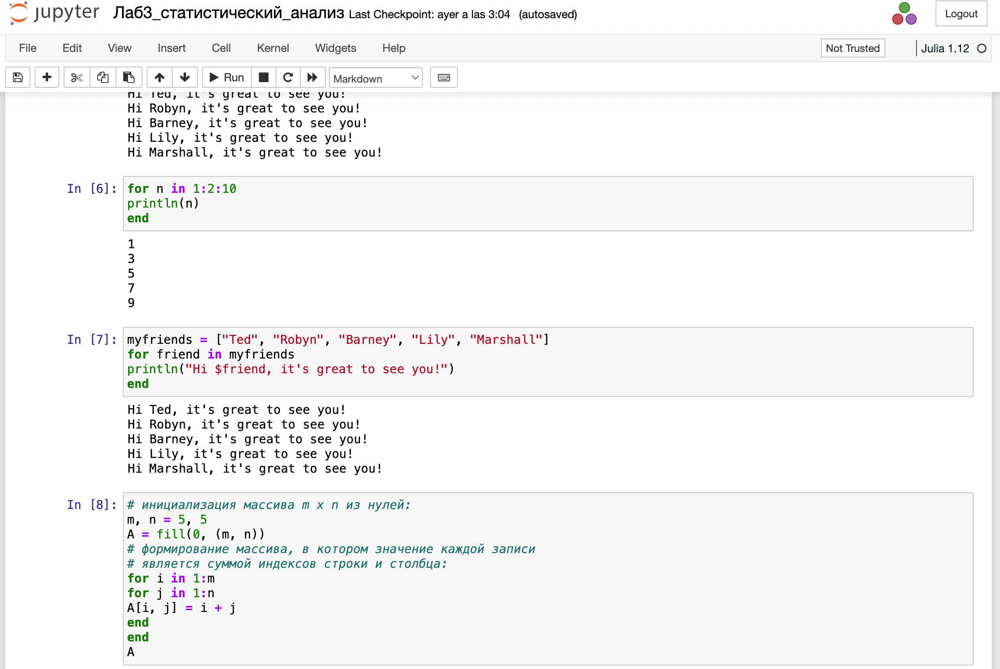 jupyter Лаб3_статистический_анализ Last Checkpoint: ayer a las 3:04 (autosaved) Logout
File Edit View Insert Cell Kernel Widgets Help Not Trusted Julia 1.12
Run Markdown
Hi Ted, it's great to see you!
Hi Robyn, it's great to see you!
Hi Barney, it's great to see you!
Hi Lily, it's great to see you!
Hi Marshall, it's great to see you!
In [6]: for n in 1:2:10
println(n)
end
1
3
5
7
9
In [7]: myfriends = ["Ted", "Robyn", "Barney", "Lily", "Marshall"]
for friend in myfriends
println("Hi $friend, it's great to see you!")
end
Hi Ted, it's great to see you!
Hi Robyn, it's great to see you!
Hi Barney, it's great to see you!
Hi Lily, it's great to see you!
Hi Marshall, it's great to see you!
In [8]: # инициализация массива m x n из нулей:
m, n = 5, 5
A = fill(0, (m, n))
# формирование массива, в котором значение каждой записи
# является суммой индексов строки и столбца:
for i in 1:m
for j in 1:n
A[i, j] = i + j
end
end
A